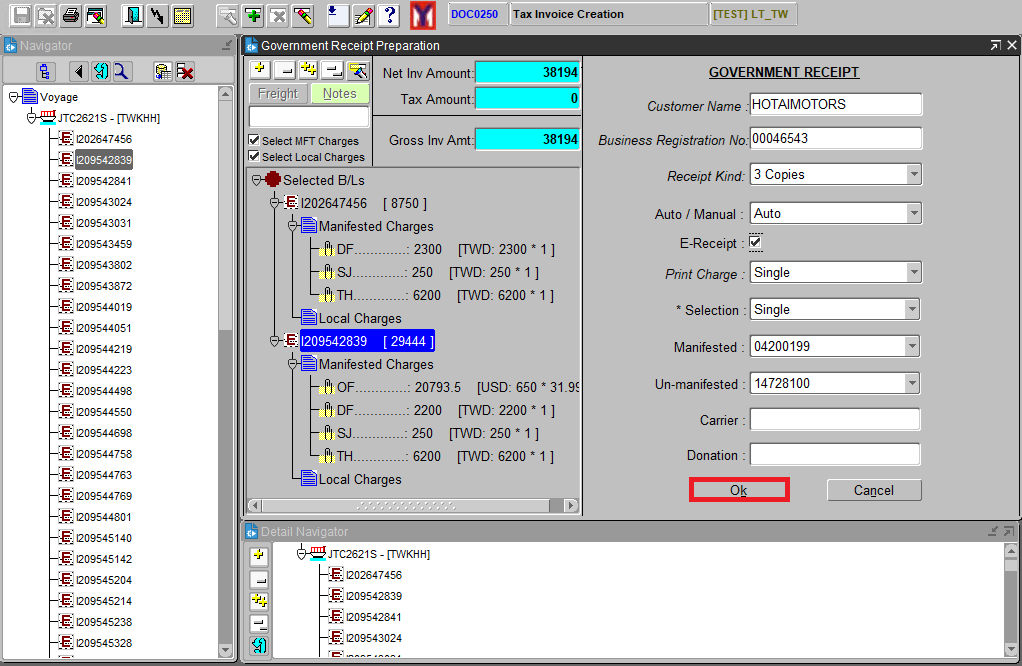 DOC0250
Tax Invoice Creation
[TEST] LT_TW
Navigator
Voyage
JTC2621S - [TWKHH]
I202647456
I209542839
I209542841
I209543024
I209543031
I209543459
I209543802
I209543872
I209544019
I209544051
I209544219
I209544223
I209544498
I209544550
I209544698
I209544758
I209544763
I209544769
I209544801
I209545140
I209545142
I209545204
I209545214
I209545238
I209545328
Government Receipt Preparation
Freight
Notes
Select MFT Charges
Select Local Charges
Net Inv Amount: 38194
Tax Amount: 0
Gross Inv Amt: 38194
Selected B/Ls
I202647456 [ 8750 ]
Manifested Charges
DF.............: 2300 [TWD: 2300 * 1 ]
SJ.............: 250 [TWD: 250 * 1 ]
TH.............: 6200 [TWD: 6200 * 1 ]
Local Charges
I209542839 [ 29444 ]
Manifested Charges
OF.............: 20793.5 [USD: 650 * 31.99
DF.............: 2200 [TWD: 2200 * 1 ]
SJ.............: 250 [TWD: 250 * 1 ]
TH.............: 6200 [TWD: 6200 * 1 ]
Local Charges
GOVERNMENT RECEIPT
Customer Name : HOTAIMOTORS
Business Registration No: 00046543
Receipt Kind: 3 Copies
Auto / Manual : Auto
E-Receipt :
Print Charge : Single
* Selection : Single
Manifested : 04200199
Un-manifested : 14728100
Carrier :
Donation :
Ok
Cancel
Detail Navigator
JTC2621S - [TWKHH]
I202647456
I209542839
I209542841
I209543024